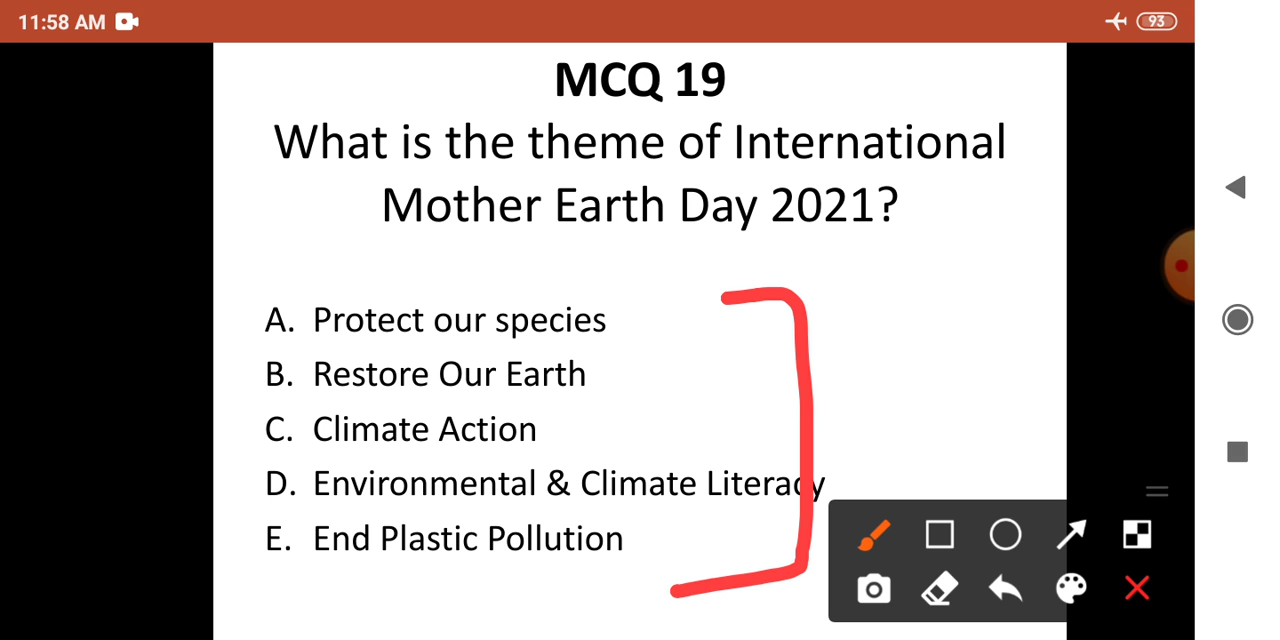 11:58 AM
93
MCQ 19
What is the theme of International
Mother Earth Day 2021?
A. Protect our species
B. Restore Our Earth
C. Climate Action
D. Environmental & Climate Literacy
E. End Plastic Pollution